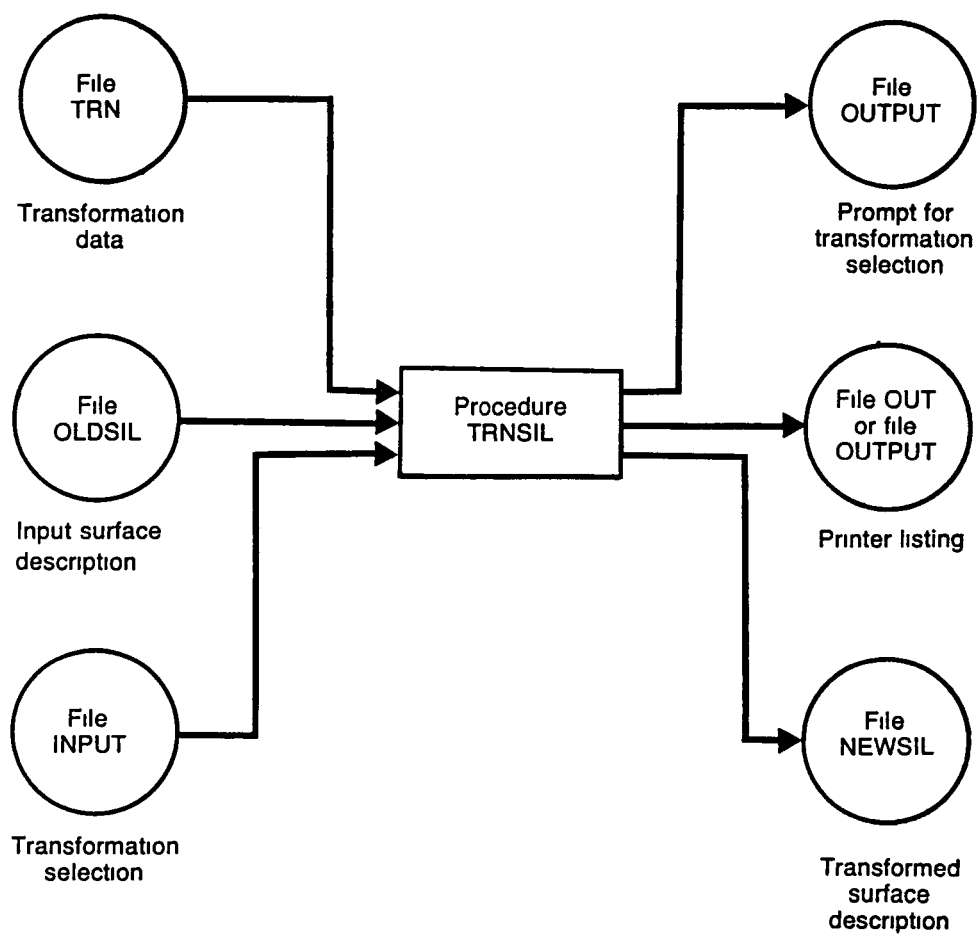 File
TRN
Transformation
data
File
OLDSIL
Input surface
description
File
INPUT
Transformation
selection
Procedure
TRNSIL
File
OUTPUT
Prompt for
transformation
selection
File OUT
or file
OUTPUT
Printer listing
File
NEWSIL
Transformed
surface
description